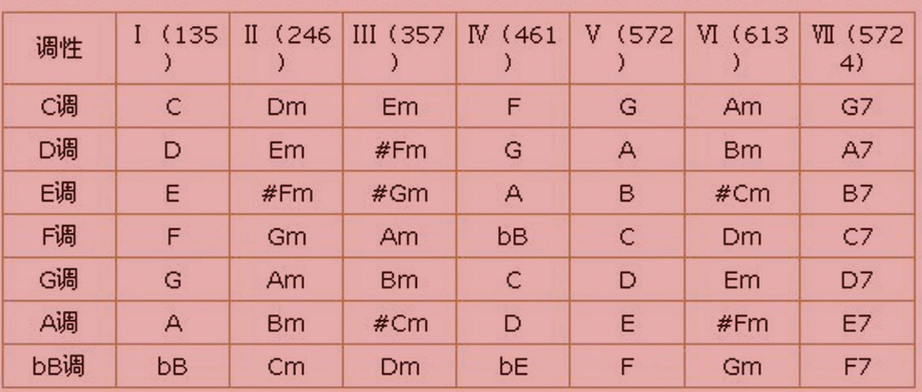 调性 Ⅰ（135） Ⅱ（246） Ⅲ（357） Ⅳ（461） Ⅴ（572） Ⅵ（613） Ⅶ（5724）
C调 C Dm Em F G Am G7
D调 D Em #Fm G A Bm A7
E调 E #Fm #Gm A B #Cm B7
F调 F Gm Am bB C Dm C7
G调 G Am Bm C D Em D7
A调 A Bm #Cm D E #Fm E7
bB调 bB Cm Dm bE F Gm F7